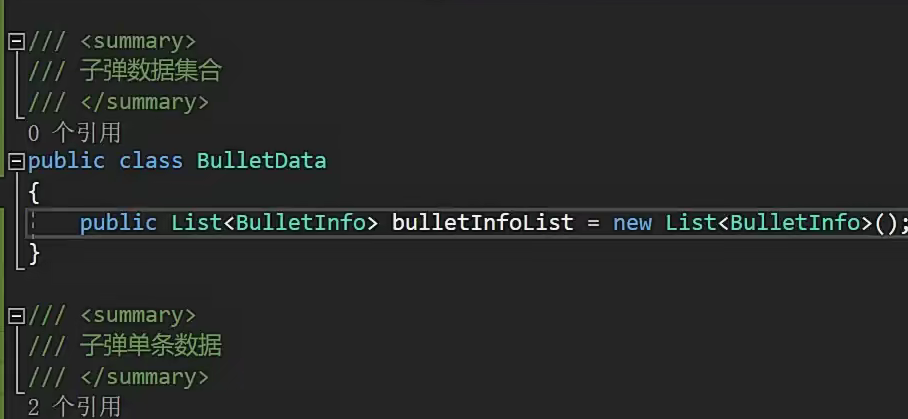 /// <summary>
/// 子弹数据集合
/// </summary>
0 个引用
public class BulletData
{
public List<BulletInfo> bulletInfoList = new List<BulletInfo>();
}
/// <summary>
/// 子弹单条数据
/// </summary>
2 个引用